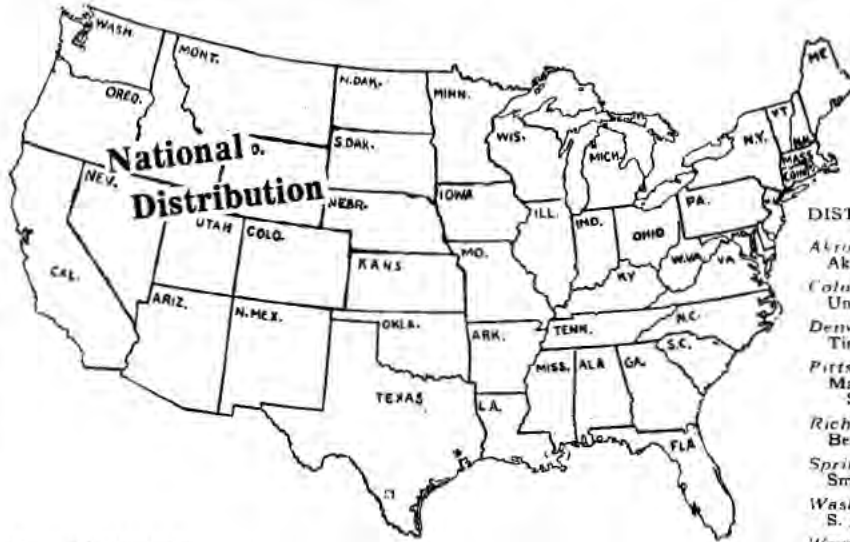 WASH.
MONT.
N.DAK.
MINN.
ME
OREG.
S.DAK.
WIS.
MICH.
N.Y.
VT
MASS
CONN.
National
Distribution
NEV.
NEBR.
IOWA
ILL.
IND.
OHIO
PA.
UTAH
COLO.
KANS
MO.
KY
W.VA
VA
CAL.
ARIZ.
N.MEX.
OKLA.
ARK.
TENN.
N.C.
S.C.
TEXAS
LA.
MISS.
ALA
GA.
FLA